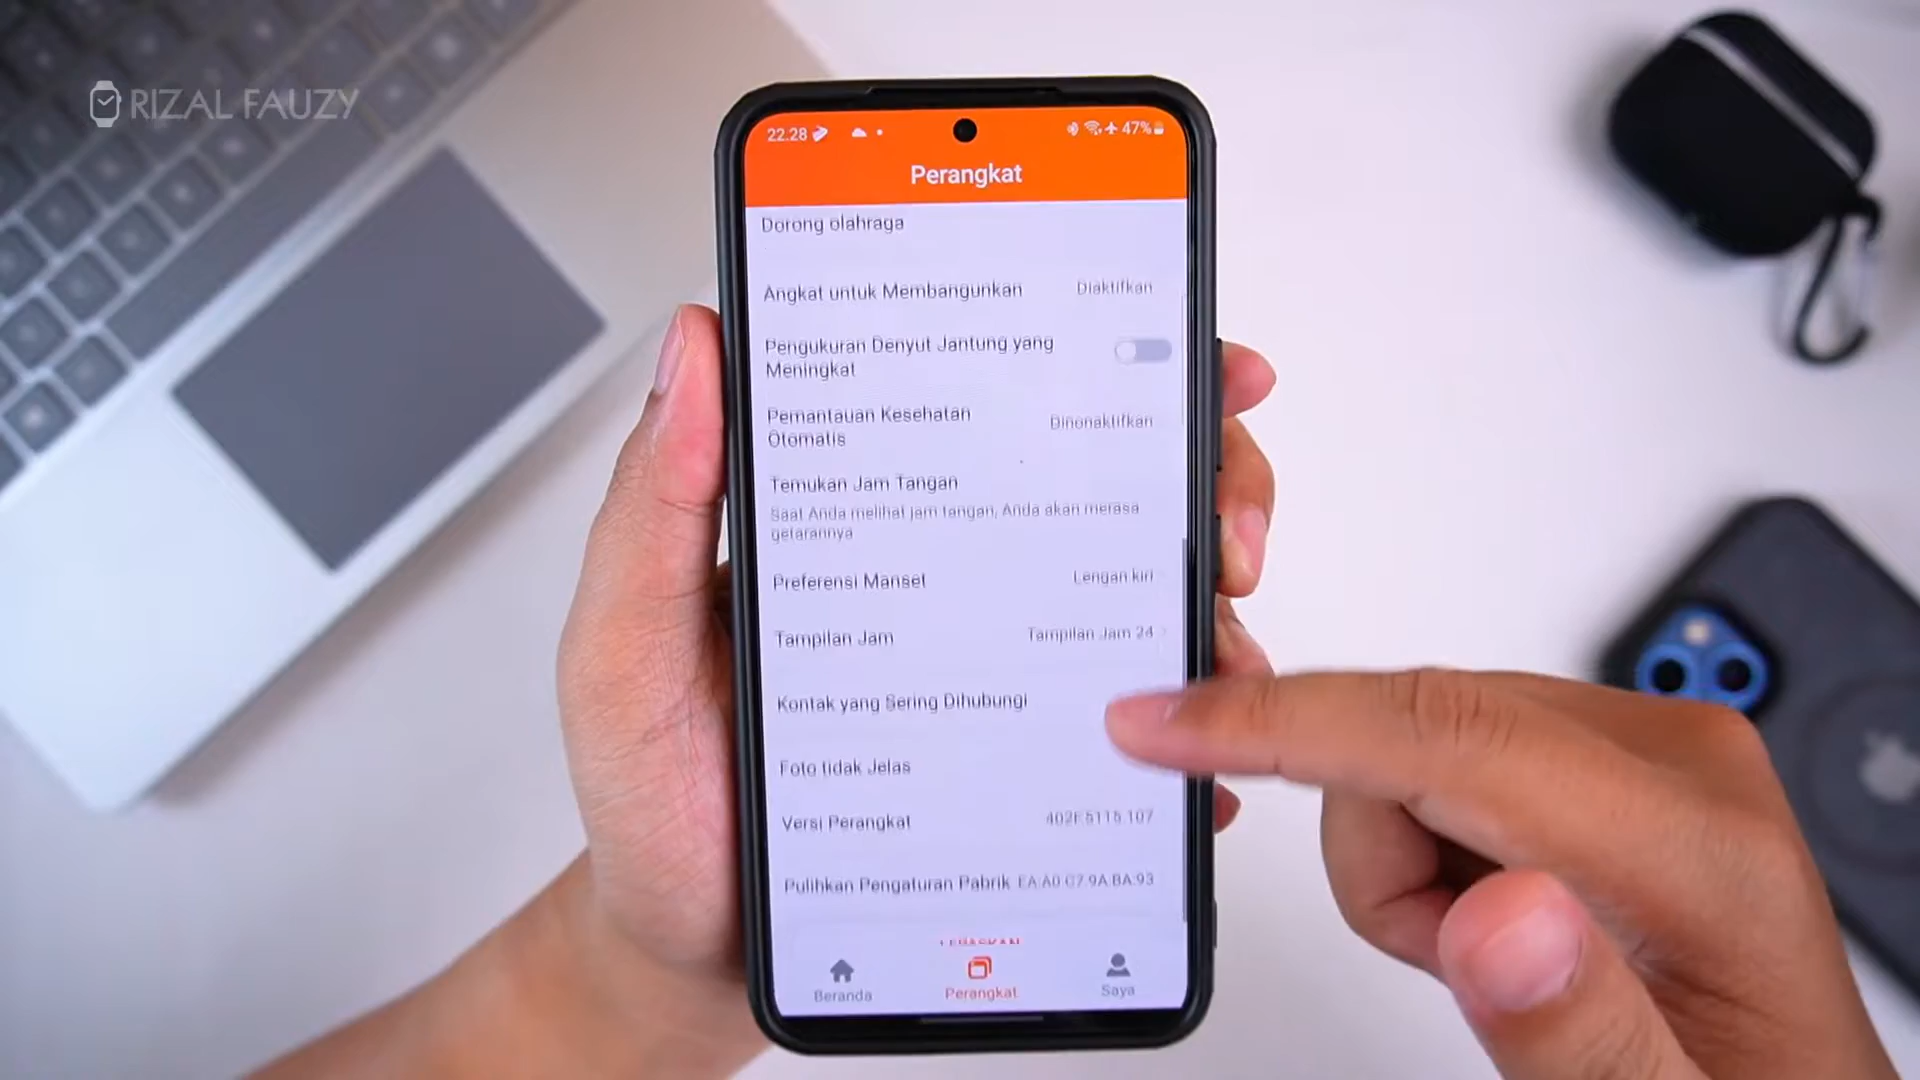 RIZAL FAUZY
22.28
47%
Perangkat
Dorong olahraga
Angkat untuk Membangunkan
Diaktifkan
Pengukuran Denyut Jantung yang
Meningkat
Pemantauan Kesehatan
Otomatis
Dinonaktifkan
Temukan Jam Tangan
Saat Anda melihat jam tangan, Anda akan merasa
getarannya
Preferensi Manset
Lengan kiri
Tampilan Jam
Tampilan Jam 24
Kontak yang Sering Dihubungi
Foto tidak Jelas
Versi Perangkat
Pulihkan Pengaturan Pabrik EA:A0:C7:9A:BA:93
Beranda
Perangkat
Saya